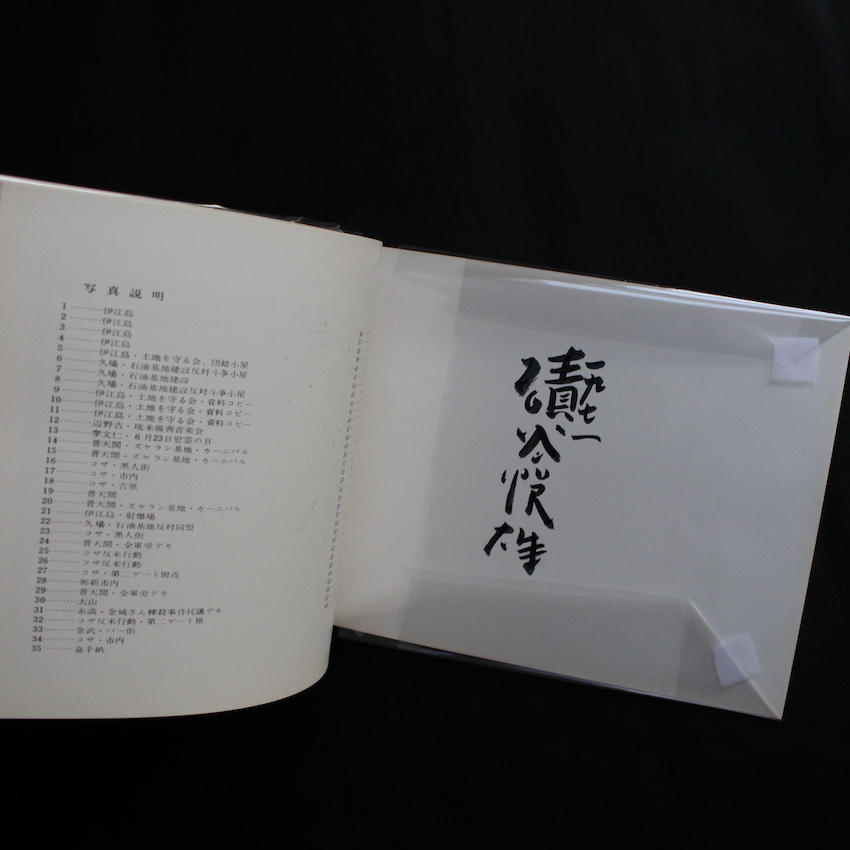 写真説明
1………伊江島
2………伊江島
3………伊江島
4………伊江島
5………伊江島・土地を守る会、団結小屋
6………久場・石油基地建設反対斗争小屋
7………久場・石油基地建設
8………久場・石油基地建設反対斗争小屋
9………伊江島・土地を守る会・資料コピー
10………伊江島・土地を守る会・資料コピー
11………伊江島・土地を守る会・資料コピー
12………辺野古・琉米親善音楽会
13………摩文仁・6月23日慰霊の日
14………普天間・ズケラン基地・カーニバル
15………普天間・ズケラン基地・カーニバル
16………コザ・黒人街
17………コザ・市内
18………コザ・吉原
19………普天間
20………普天間・ズケラン基地・カーニバル
21………伊江島・射爆場
22………久場・石油基地反対同盟
23………コザ・黒人街
24………普天間・全軍労デモ
25………コザ反米行動
26………コザ反米行動
27………コザ・第二ゲート附近
28………那覇市内
29………普天間・全軍労デモ
30………大山
31………糸満・金城さん轢殺事件抗議デモ
32………コザ反米行動・第二ゲート横
33………金武・バー街
34………コザ・市内
35………嘉手納
一九七一